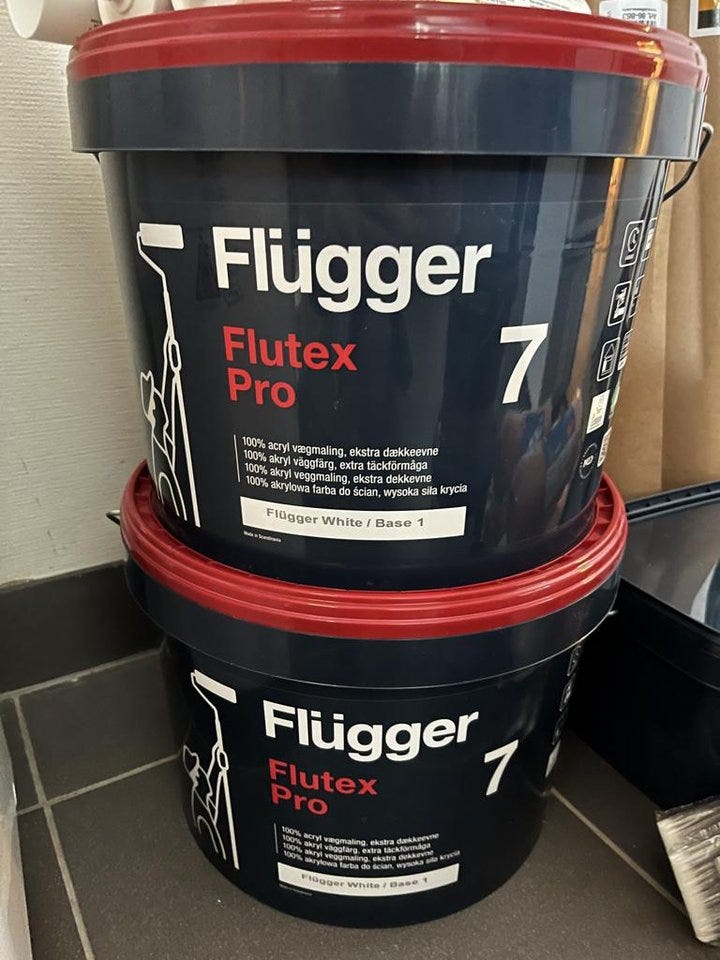 Flügger
Flutex
Pro
7
100% acryl vægmaling, ekstra dækkeevne
100% akryl väggfärg, extra täckförmåga
100% akryl veggmaling, ekstra dekkevne
100% akrylowa farba do ścian, wysoka siła krycia
Flügger White / Base 1
Made in Scandinavia
Flügger
Flutex
Pro
7
100% acryl vægmaling, ekstra dækkeevne
100% akryl väggfärg, extra täckförmåga
100% akryl veggmaling, ekstra dekkevne
100% akrylowa farba do ścian, wysoka siła krycia
Flügger White / Base 1